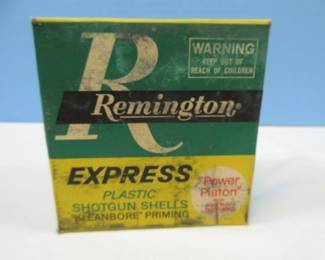 R
WARNING
KEEP OUT OF
REACH OF CHILDREN
Remington®
EXPRESS
PLASTIC
SHOTGUN SHELLS
"KLEANBORE" PRIMING
"Power
Piston"